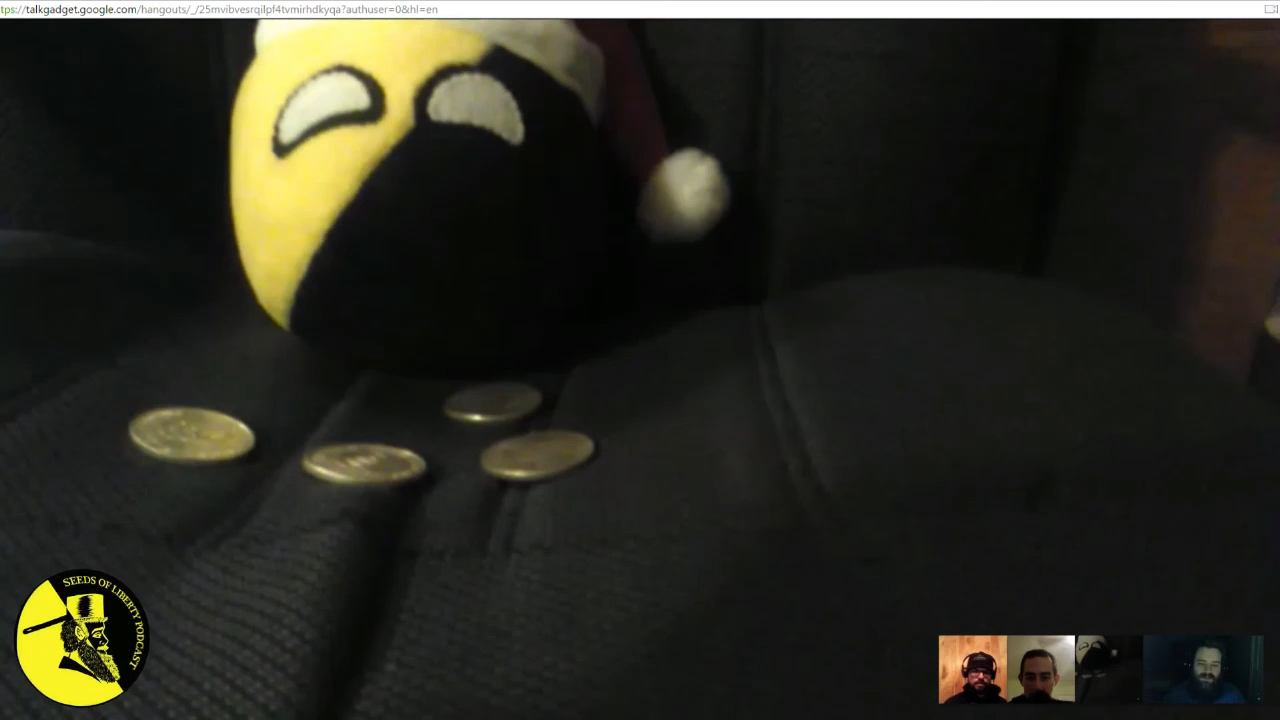 tps://talkgadget.google.com/hangouts/_/25mvibvesrqilpf4tvmirhdkyqa?authuser=0&hl=en
SEEDS OF LIBERTY PODCAST